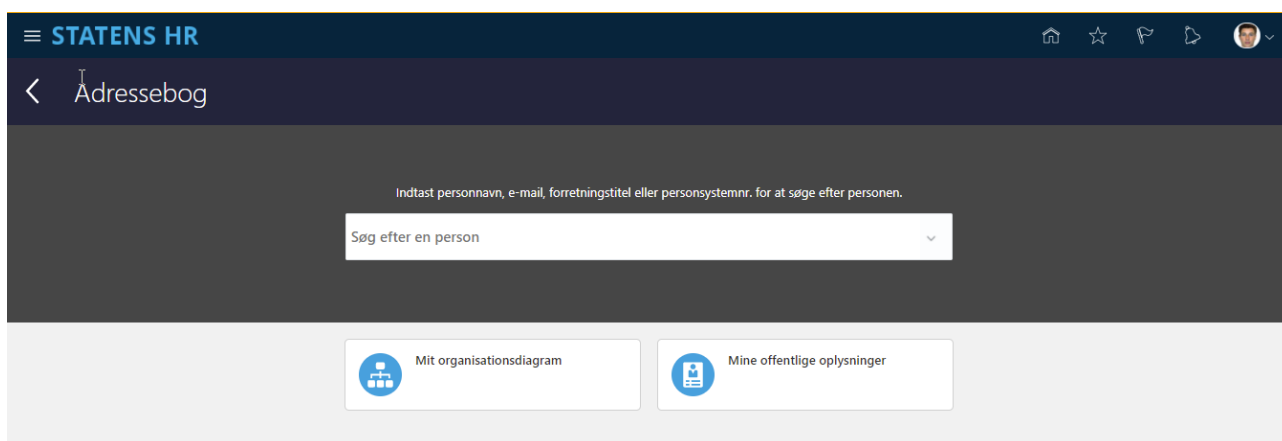 STATENS HR
Adressebog
Indtast personnavn, e-mail, forretningstitel eller personsystemnr. for at søge efter personen.
Søg efter en person
Mit organisationsdiagram
Mine offentlige oplysninger